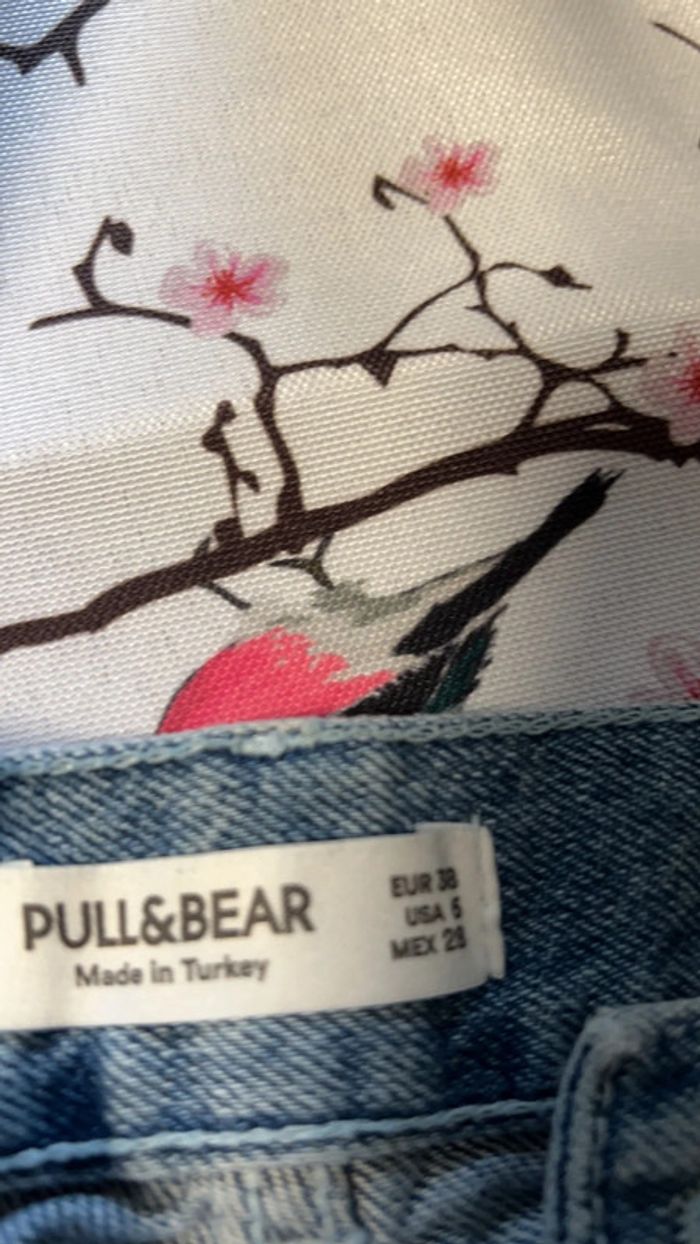 PULL&BEAR
Made in Turkey
EUR 38
USA 6
MEX 28